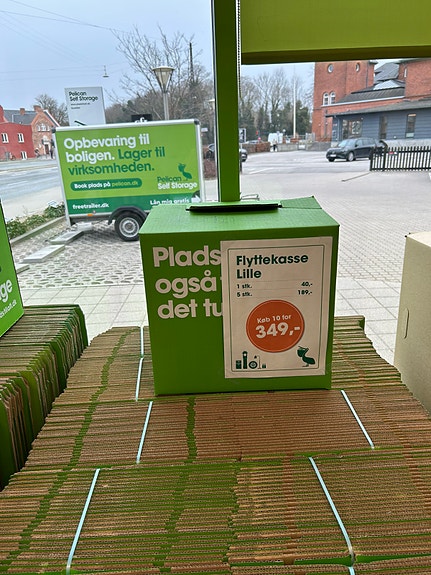 Pelican
Self Storage
Opbevaring til
boligen. Lager til
virksomheden.
Book plads på pelican.dk
Pelican
Self Storage
freetrailer.dk
Lån mig gratis
Plads
også
det tu
Flyttekasse
Lille
1 stk. 40,-
5 stk. 189,-
Køb 10 for
349,-
rage